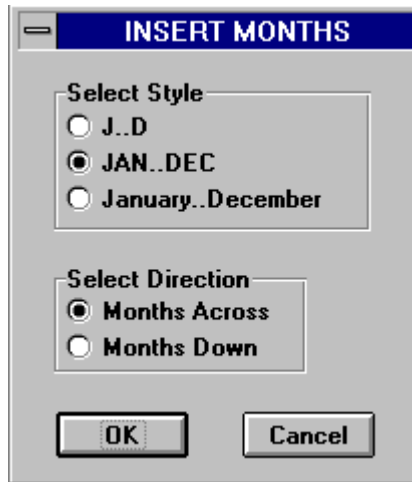 INSERT MONTHS
Select Style
J..D
JAN..DEC
January..December
Select Direction
Months Across
Months Down
OK Cancel